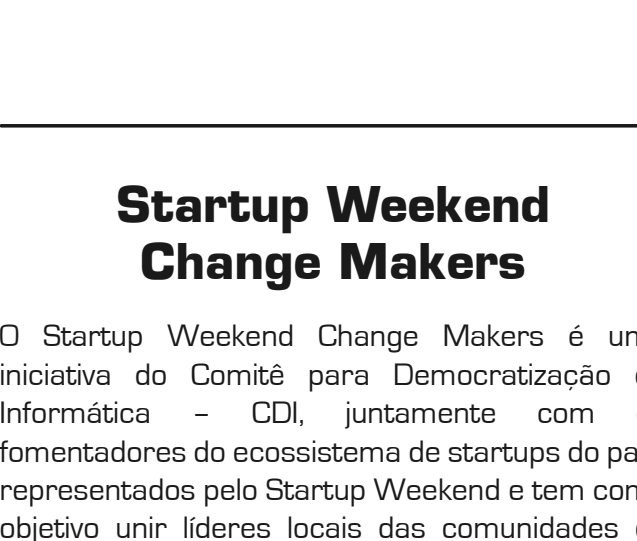 Startup Weekend
Change Makers
O Startup Weekend Change Makers é
iniciativa do Comitê para Democratização
Informática – CDI, juntamente com
fomentadores do ecossistema de startups do
representados pelo Startup Weekend e tem
objetivo unir líderes locais das comunidades